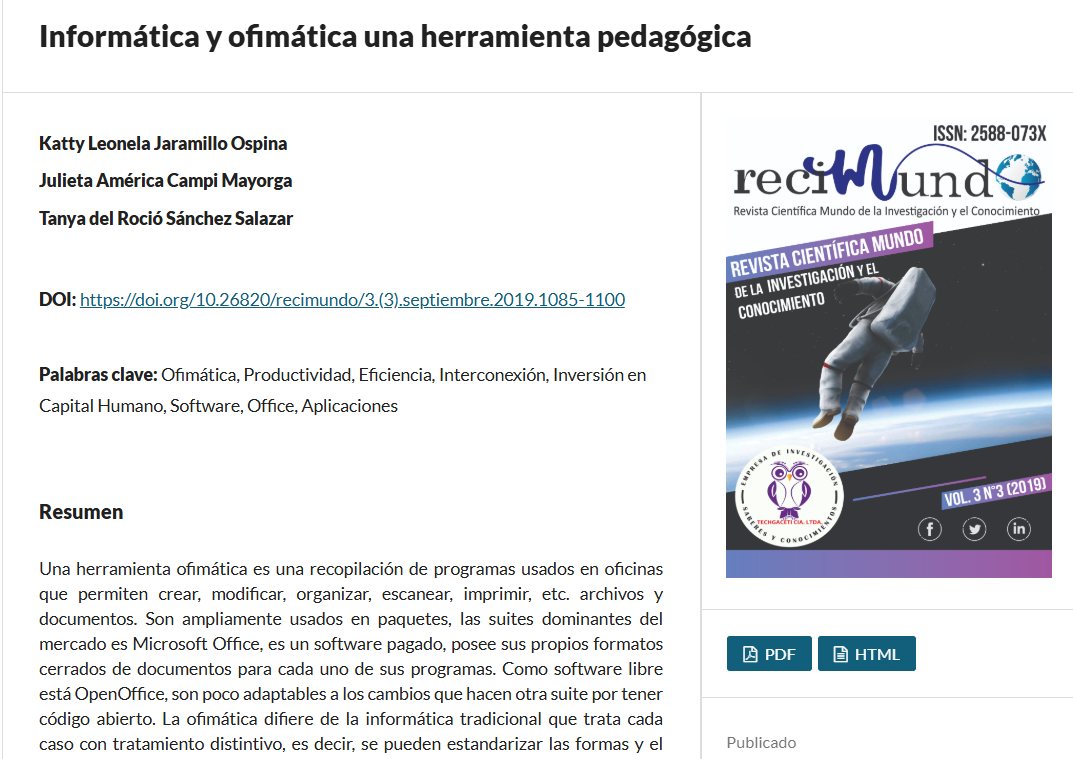 Informática y ofimática una herramienta pedagógica
Katty Leonela Jaramillo Ospina
Julieta América Campi Mayorga
Tanya del Roció Sánchez Salazar
DOI: https://doi.org/10.26820/recimundo/3.(3).septiembre.2019.1085-1100
Palabras clave: Ofimática, Productividad, Eficiencia, Interconexión, Inversión en
Capital Humano, Software, Office, Aplicaciones
Resumen
Una herramienta ofimática es una recopilación de programas usados en oficinas
que permiten crear, modificar, organizar, escanear, imprimir, etc. archivos y
documentos. Son ampliamente usados en paquetes, las suites dominantes del
mercado es Microsoft Office, es un software pagado, posee sus propios formatos
cerrados de documentos para cada uno de sus programas. Como software libre
está OpenOffice, son poco adaptables a los cambios que hacen otra suite por tener
código abierto. La ofimática difiere de la informática tradicional que trata cada
caso con tratamiento distintivo, es decir, se pueden estandarizar las formas y el
ISSN: 2588-073X
reciMundo
Revista Científica Mundo de la Investigación y el Conocimiento
REVISTA CIENTÍFICA MUNDO
DE LA INVESTIGACIÓN Y EL
CONOCIMIENTO
EMPRESA DE INVESTIGACIÓN
TECHGACETI CIA. LTDA.
SABERES Y CONOCIMIENTOS
VOL. 3 N°3 (2019)
f in
PDF HTML
Publicado